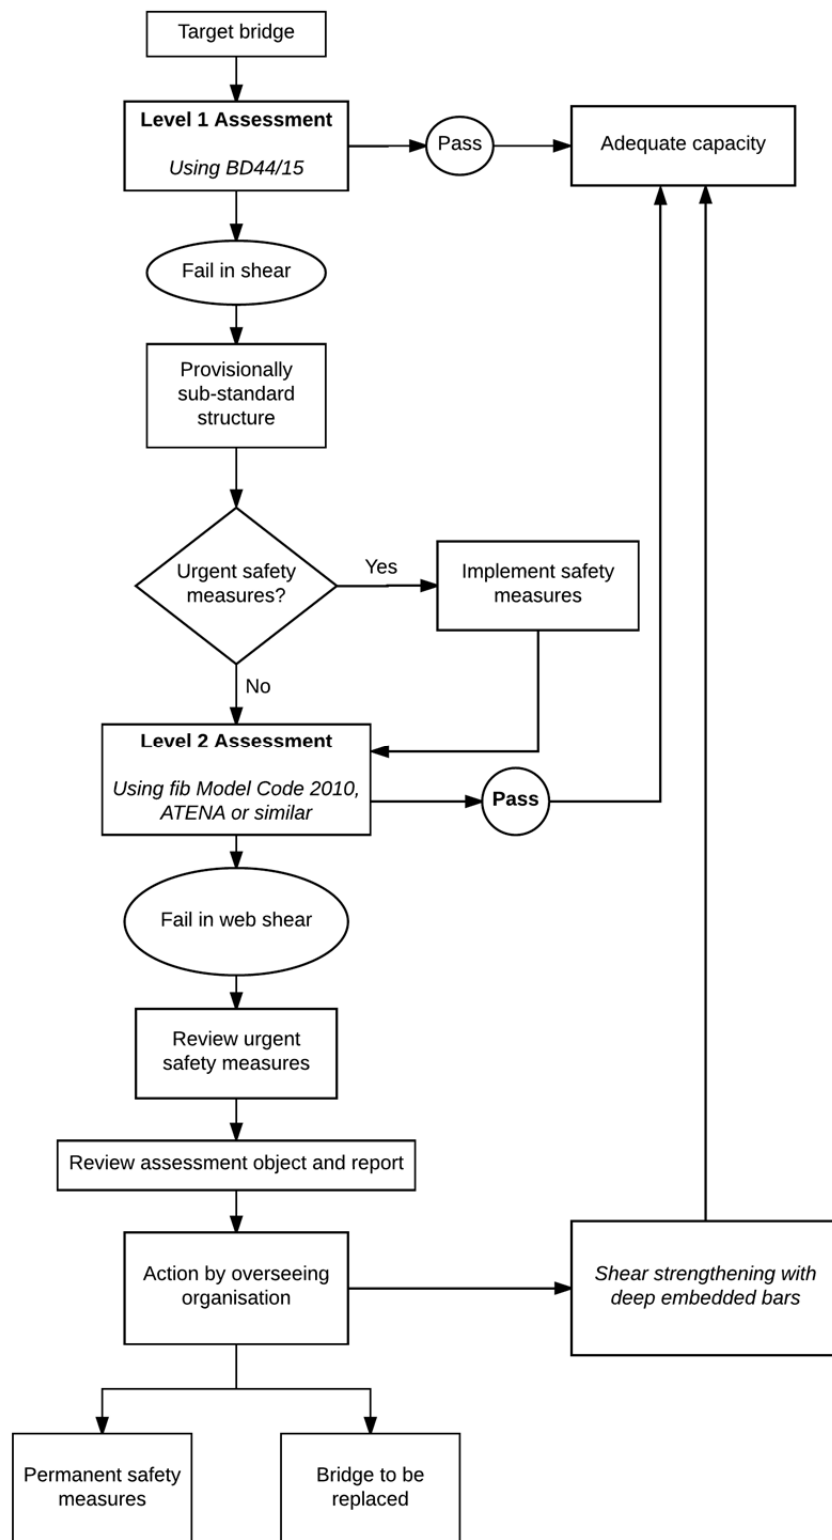 Target bridge
Level 1 Assessment
Using BD44/15
Pass
Adequate capacity
Fail in shear
Provisionally
sub-standard
structure
Urgent safety
measures?
Yes
Implement safety
measures
No
Level 2 Assessment
Using fib Model Code 2010,
ATENA or similar
Pass
Fail in web shear
Review urgent
safety measures
Review assessment object and report
Action by overseeing
organisation
Shear strengthening with
deep embedded bars
Permanent safety
measures
Bridge to be
replaced